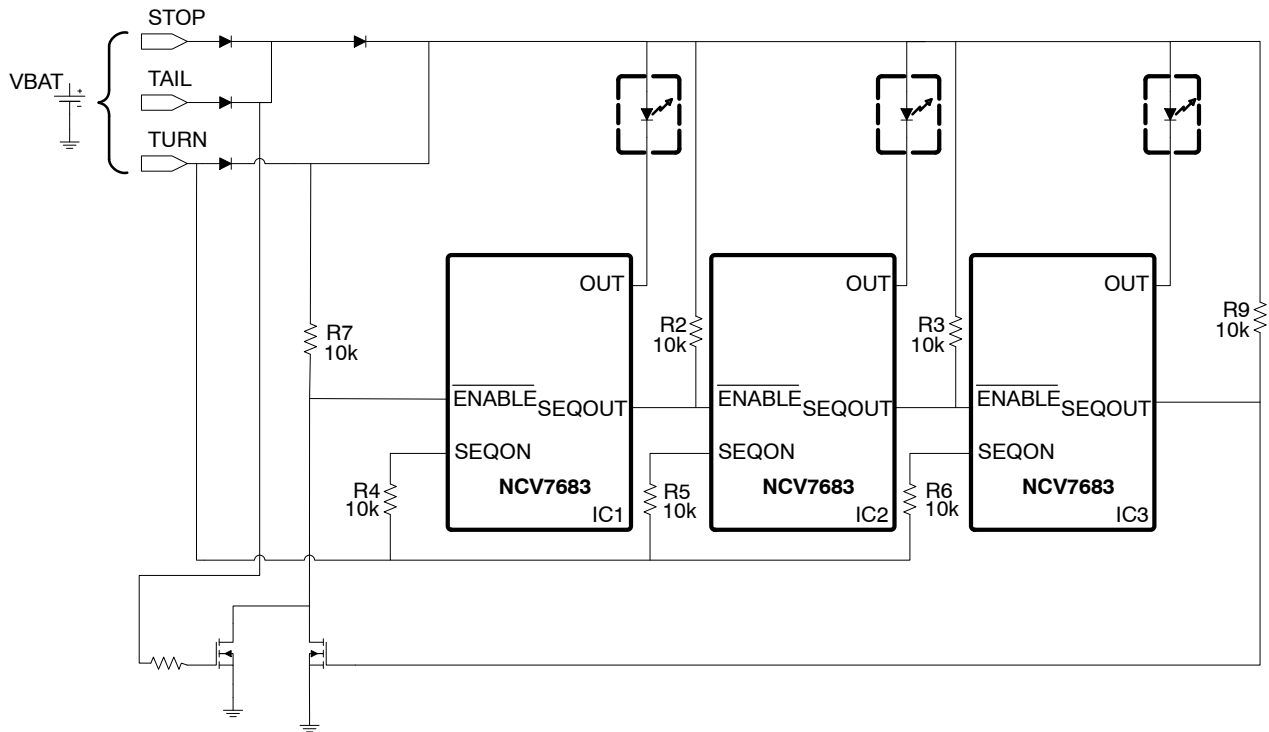 STOP
VBAT
+
-
TAIL
TURN
OUT
OUT
OUT
R7
10k
R2
10k
R3
10k
R9
10k
ENABLE
SEQOUT
ENABLE
SEQOUT
ENABLE
SEQOUT
SEQON
SEQON
SEQON
R4
10k
NCV7683
R5
10k
NCV7683
R6
10k
NCV7683
IC1
IC2
IC3